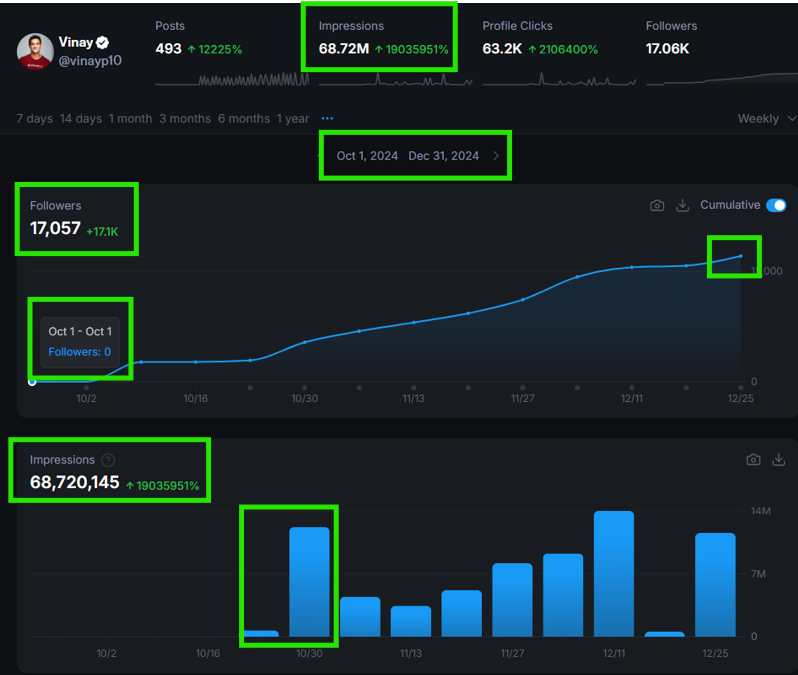 Posts
Impressions
Profile Clicks
Followers
Vinay
@vinayp10
493 ↑ 12225%
68.72M ↑ 19035951%
63.2K ↑ 2106400%
17.06K
7 days 14 days 1 month 3 months 6 months 1 year ···
Weekly
Oct 1, 2024 Dec 31, 2024
Followers
17,057 +17.1K
Cumulative
Oct 1 - Oct 1
Followers: 0
0
10/2 10/16 10/30 11/13 11/27 12/11 12/25
Impressions ?
68,720,145 ↑ 19035951%
14M
7M
0
10/2 10/16 10/30 11/13 11/27 12/11 12/25